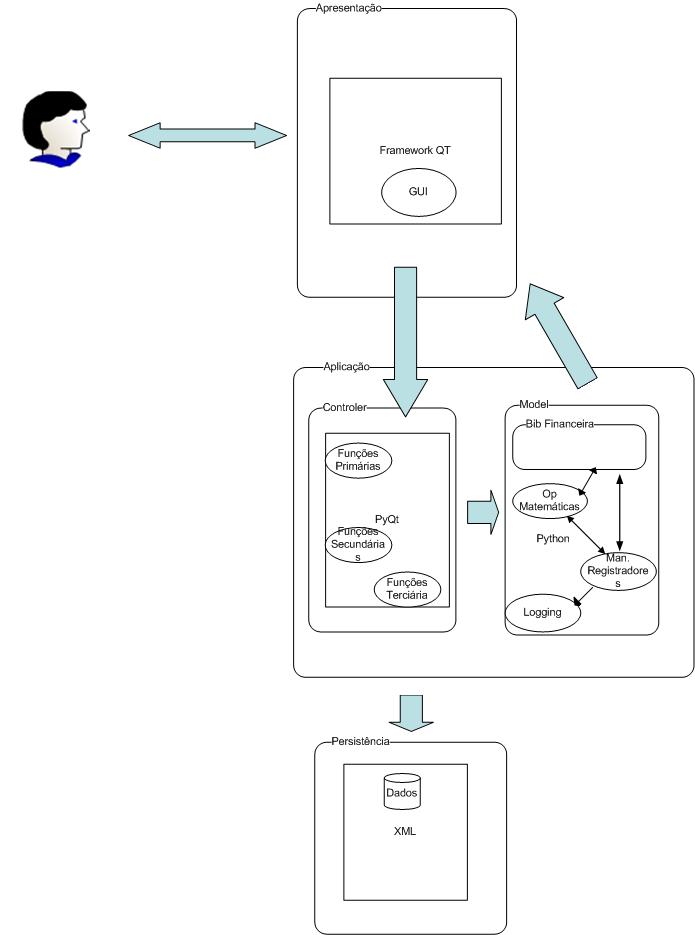 Apresentação
Framework QT
GUI
Aplicação
Controler
Funções
Primárias
PyQt
Funções
Secundária
s
Funções
Terciária
Model
Bib Financeira
Op
Matemáticas
Python
Man.
Registradore
s
Logging
Persistência
Dados
XML